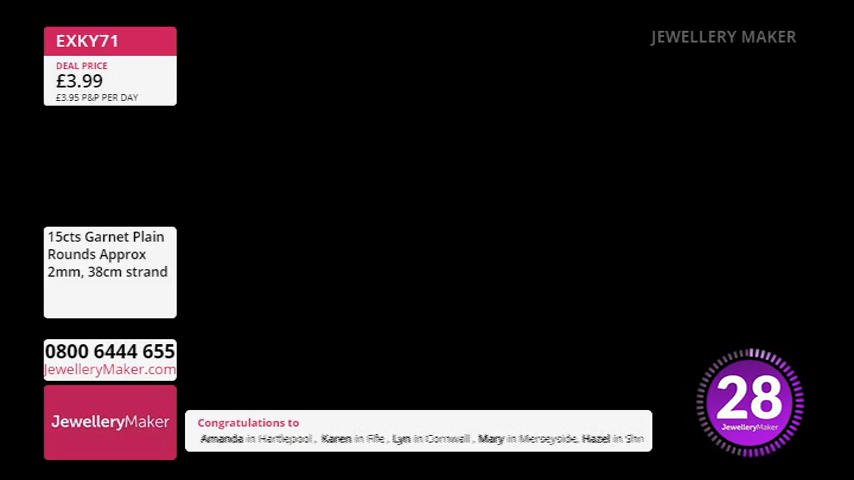 EXKY71
DEAL PRICE
£3.99
£3.95 P&P PER DAY
JEWELLERY MAKER
15cts Garnet Plain
Rounds Approx
2mm, 38cm strand
0800 6444 655
JewelleryMaker.com
JewelleryMaker
Congratulations to
Amanda in Hartlepool , Karen in Fife , Lyn in Cornwall , Mary in Merseyside, Hazel in
28
JewelleryMaker